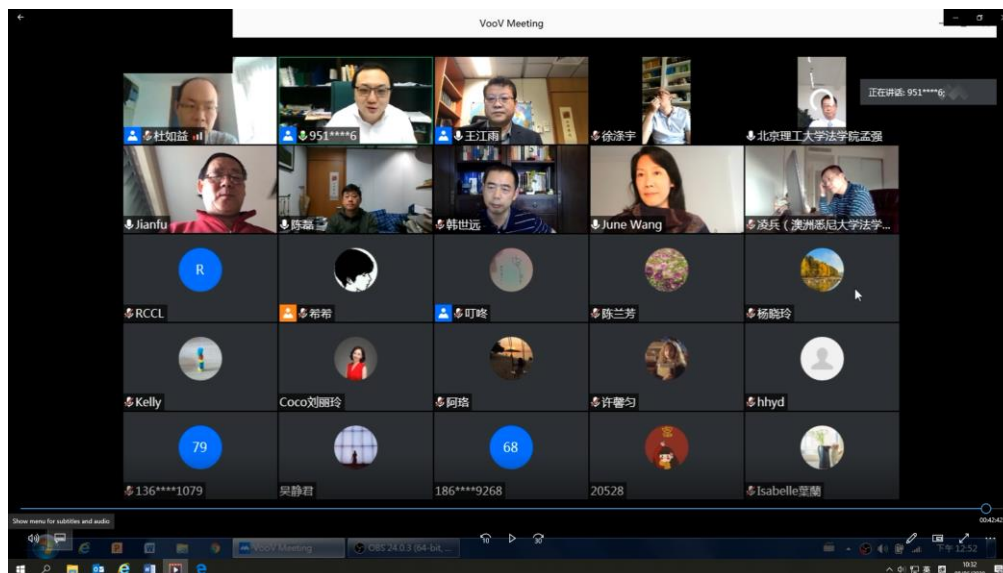 VooV Meeting
正在讲话: 951****6;
杜如益
951****6
王江雨
徐涤宇
北京理工大学法学院孟强
Jianfu
陈磊
韩世远
June Wang
凌兵（澳洲悉尼大学法学...
R
RCCL
希希
叮咚
陈兰芳
杨晓玲
Kelly
Coco刘丽玲
阿珞
许馨匀
hhyd
79
136****1079
吴静君
68
186****9268
20528
Isabelle葉蘭
00:42:42
Show menu for subtitles and audio
10
30
VooV Meeting
OBS 24.0.3 (64-bit, ...
下午 12:52
10:32